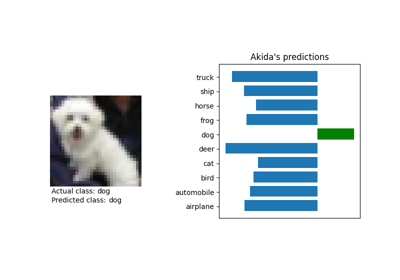 Akida's predictions
truck
ship
horse
frog
dog
deer
cat
bird
automobile
airplane
Actual class: dog
Predicted class: dog